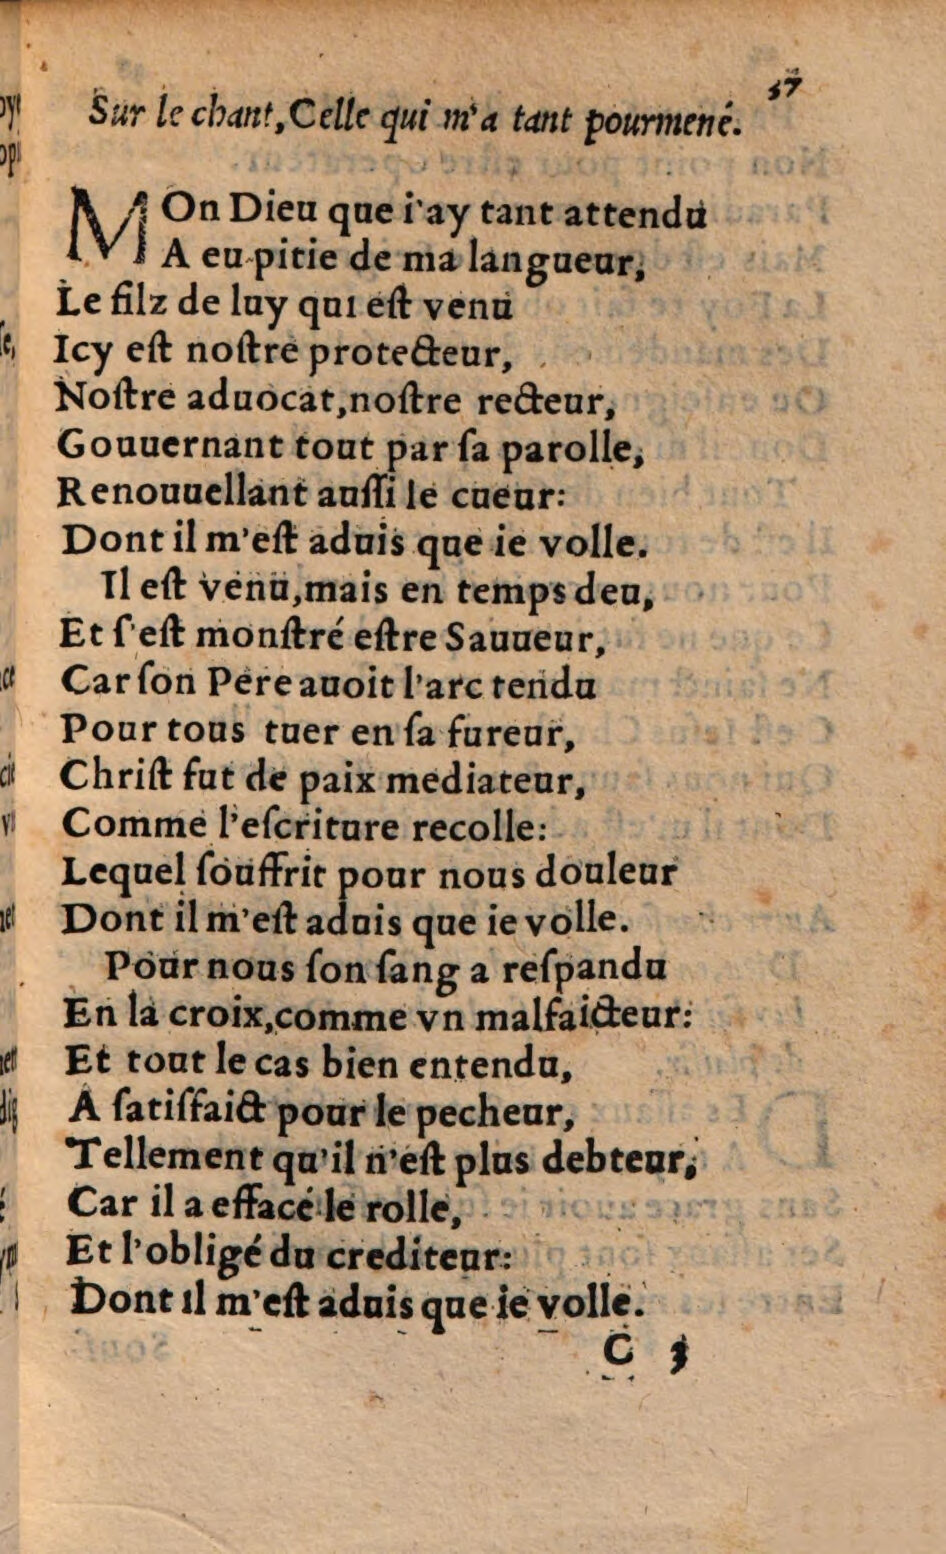 37
Sur le chant, Celle qui m'a tant pourmené.
MOn Dieu que i'ay tant attendu
A eu pitie de ma langueur,
Le filz de luy qui eſt venu
Icy eſt noſtre protecteur,
Noſtre aduocat, noſtre recteur,
Gouuernant tout par ſa parolle,
Renouuellant auſſi le cueur:
Dont il m'eſt aduis que ie volle.
Il eſt venu, mais en temps deu,
Et ſ'eſt monſtré eſtre Sauueur,
Car ſon Pere auoit l'arc tendu
Pour tous tuer en ſa fureur,
Chriſt fut de paix mediateur,
Comme l'eſcriture recolle:
Lequel ſouffrit pour nous douleur
Dont il m'eſt aduis que ie volle.
Pour nous ſon ſang a reſpandu
En la croix, comme vn malfaicteur:
Et tout le cas bien entendu,
A ſatiſfaict pour le pecheur,
Tellement qu'il n'eſt plus debteur,
Car il a effacé le rolle,
Et l'obligé du crediteur:
Dont il m'eſt aduis que ie volle.
C 3